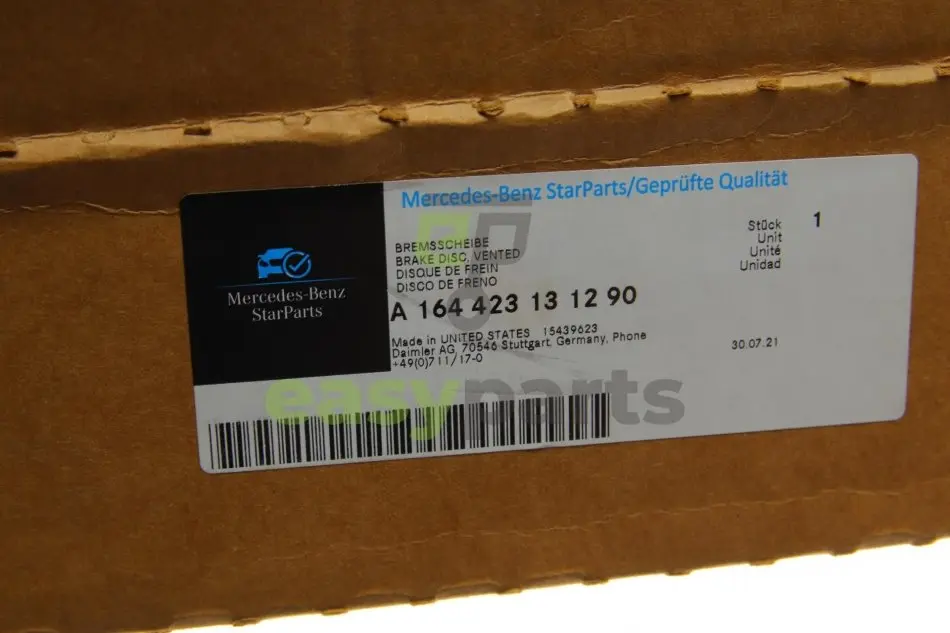 Mercedes-Benz StarParts/Geprüfte Qualität
Mercedes-Benz
StarParts
BREMSSCHEIBE
BRAKE DISC, VENTED
DISQUE DE FREIN
DISCO DE FRENO
Stück 1
Unit
Unité
Unidad
A 164 423 13 12 90
Made in UNITED STATES 15439623
Daimler AG, 70546 Stuttgart, Germany, Phone
+49(0)711/17-0
30.07.21
easyparts